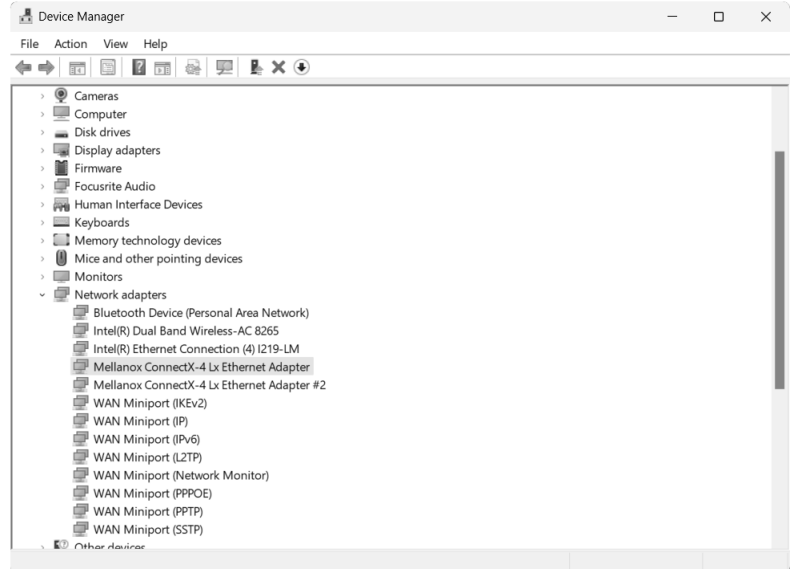 Device Manager
File Action View Help
Cameras
Computer
Disk drives
Display adapters
Firmware
Focusrite Audio
Human Interface Devices
Keyboards
Memory technology devices
Mice and other pointing devices
Monitors
Network adapters
Bluetooth Device (Personal Area Network)
Intel(R) Dual Band Wireless-AC 8265
Intel(R) Ethernet Connection (4) I219-LM
Mellanox ConnectX-4 Lx Ethernet Adapter
Mellanox ConnectX-4 Lx Ethernet Adapter #2
WAN Miniport (IKEv2)
WAN Miniport (IP)
WAN Miniport (IPv6)
WAN Miniport (L2TP)
WAN Miniport (Network Monitor)
WAN Miniport (PPPOE)
WAN Miniport (PPTP)
WAN Miniport (SSTP)
Other devices